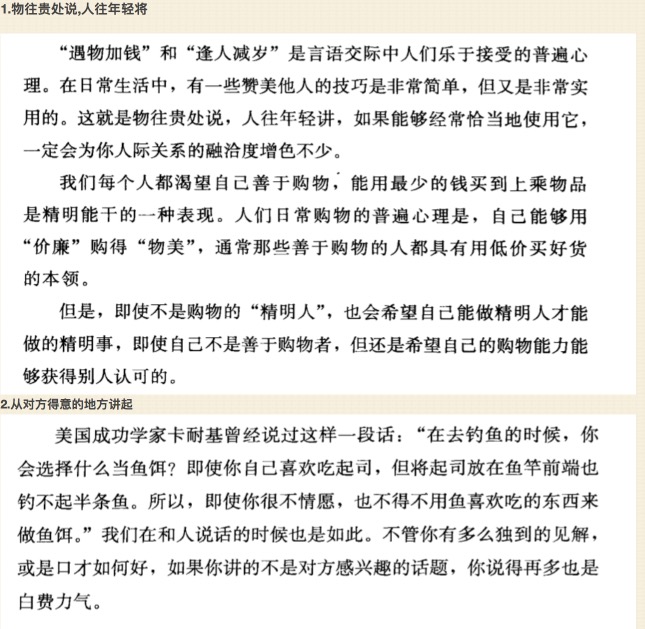 1.物往贵处说,人往年轻将
“遇物加钱”和“逢人减岁”是言语交际中人们乐于接受的普遍心
理。在日常生活中，有一些赞美他人的技巧是非常简单，但又是非常实
用的。这就是物往贵处说，人往年轻讲，如果能够经常恰当地使用它，
一定会为你人际关系的融洽度增色不少。
我们每个人都渴望自己善于购物，能用最少的钱买到上乘物品
是精明能干的一种表现。人们日常购物的普遍心理是，自己能够用
“价廉”购得“物美”，通常那些善于购物的人都具有用低价买好货
的本领。
但是，即使不是购物的“精明人”，也会希望自己能做精明人才能
做的精明事，即使自己不是善于购物者，但还是希望自己的购物能力能
够获得别人认可的。
2.从对方得意的地方讲起
美国成功学家卡耐基曾经说过这样一段话：“在去钓鱼的时候，你
会选择什么当鱼饵？即使你自己喜欢吃起司，但将起司放在鱼竿前端也
钓不起半条鱼。所以，即使你很不情愿，也不得不用鱼喜欢吃的东西来
做鱼饵。”我们在和人说话的时候也是如此。不管你有多么独到的见解，
或是口才如何好，如果你讲的不是对方感兴趣的话题，你说得再多也是
白费力气。